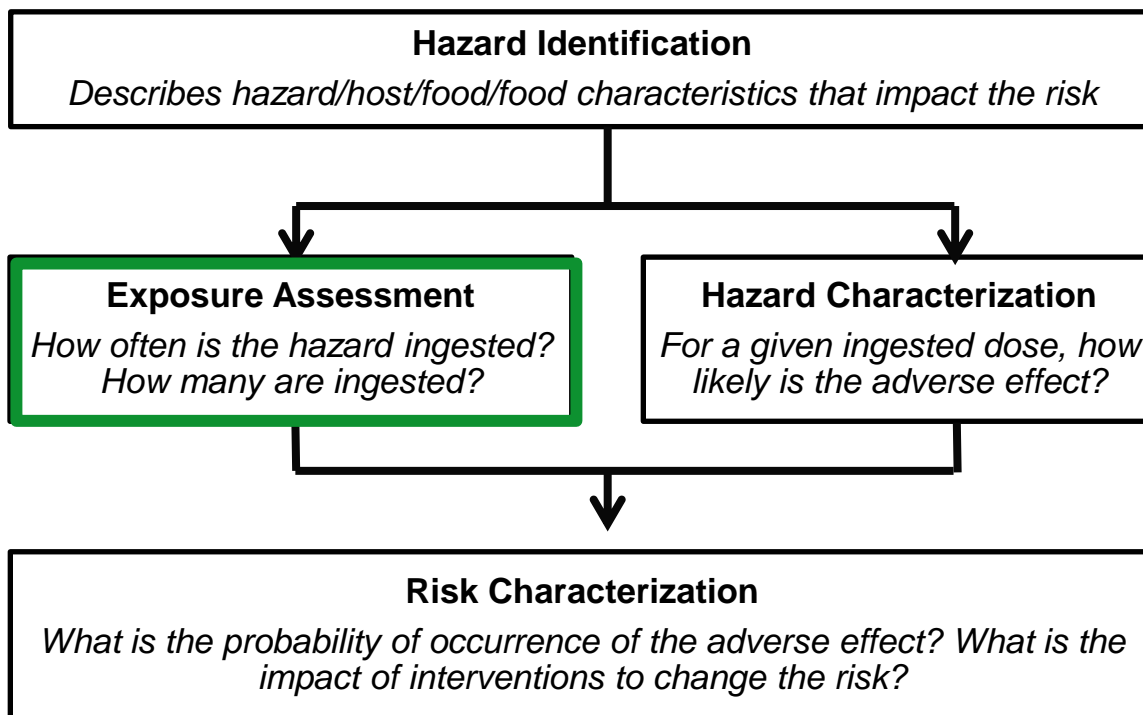 Hazard Identification
Describes hazard/host/food/food characteristics that impact the risk
Exposure Assessment
How often is the hazard ingested?
How many are ingested?
Hazard Characterization
For a given ingested dose, how
likely is the adverse effect?
Risk Characterization
What is the probability of occurrence of the adverse effect? What is the
impact of interventions to change the risk?